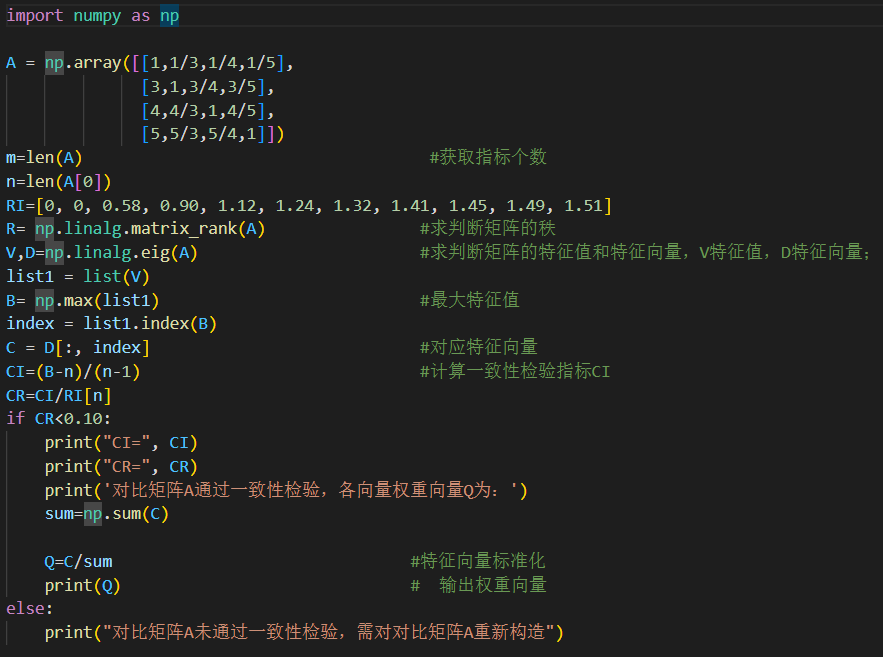 import numpy as np
A = np.array([[1,1/3,1/4,1/5],
[3,1,3/4,3/5],
[4,4/3,1,4/5],
[5,5/3,5/4,1]])
m=len(A) #获取指标个数
n=len(A[0])
RI=[0, 0, 0.58, 0.90, 1.12, 1.24, 1.32, 1.41, 1.45, 1.49, 1.51]
R= np.linalg.matrix_rank(A) #求判断矩阵的秩
V,D=np.linalg.eig(A) #求判断矩阵的特征值和特征向量，V特征值，D特征向量；
list1 = list(V)
B= np.max(list1) #最大特征值
index = list1.index(B)
C = D[:, index] #对应特征向量
CI=(B-n)/(n-1) #计算一致性检验指标CI
CR=CI/RI[n]
if CR<0.10:
    print("CI=", CI)
    print("CR=", CR)
    print('对比矩阵A通过一致性检验，各向量权重向量Q为：')
    sum=np.sum(C)
    Q=C/sum #特征向量标准化
    print(Q) #  输出权重向量
else:
    print("对比矩阵A未通过一致性检验，需对对比矩阵A重新构造")